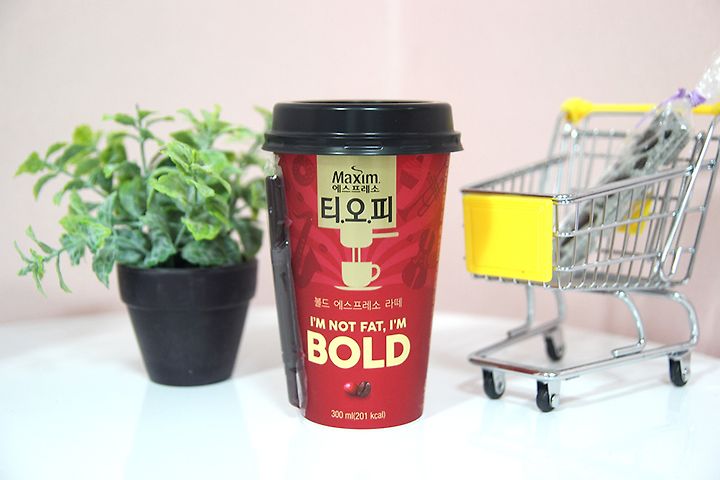 Maxim.
에스프레소
티.오.피
볼드 에스프레소 라떼
I'M NOT FAT, I'M
BOLD
300 ml(201 kcal)